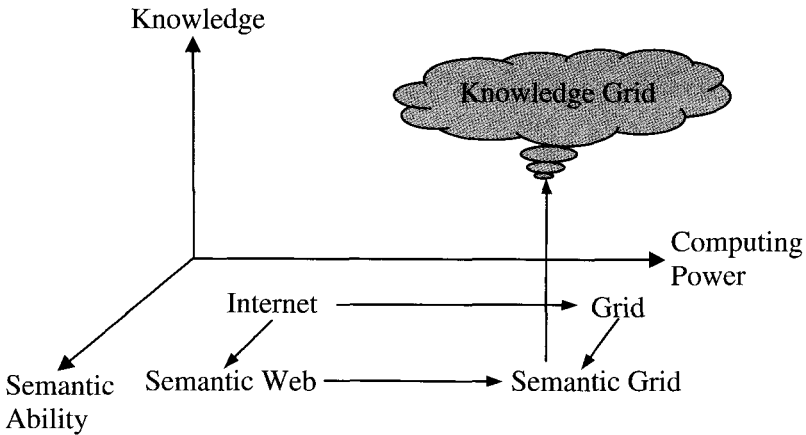 Knowledge
Knowledge Grid
Computing
Power
Internet
Grid
Semantic
Ability
Semantic Web
Semantic Grid